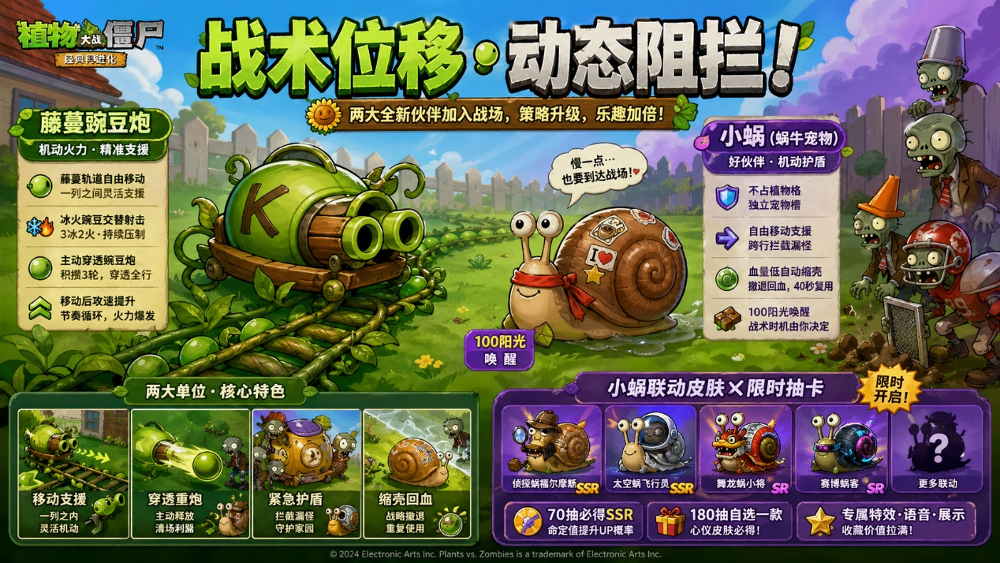 植物大战僵尸™
经典再进化
战术位移·动态阻拦！
两大全新伙伴加入战场，策略升级，乐趣加倍！
藤蔓豌豆炮
机动火力·精准支援
藤蔓轨道自由移动
一列之间灵活支援
冰火豌豆交替射击
3冰2火·持续压制
主动穿透豌豆炮
积攒3轮，穿透全行
移动后攻速提升
节奏循环，火力爆发
K
慢一点…
也要到达战场！
I
100阳光
唤醒
小蜗（蜗牛宠物）
好伙伴·机动护盾
不占植物格
独立宠物槽
自由移动支援
跨行拦截漏怪
血量低自动缩壳
撤退回血，40秒复用
100阳光唤醒
战术时机由你决定
两大单位·核心特色
移动支援
一列之内
灵活机动
穿透重炮
主动释放
清场利器
紧急护盾
拦截漏怪
守护家园
缩壳回血
战略撤退
重复使用
小蜗联动皮肤×限时抽卡
限时
开启！
侦探蜗福尔摩斯 SSR
太空蜗飞行员 SSR
舞龙蜗小将 SR
赛博蜗客 SR
?
更多联动
70抽必得SSR
命定值提升UP概率
180抽自选一款
心仪皮肤必得！
专属特效·语音·展示
收藏价值拉满！
© 2024 Electronic Arts Inc. Plants vs. Zombies is a trademark of Electronic Arts Inc.